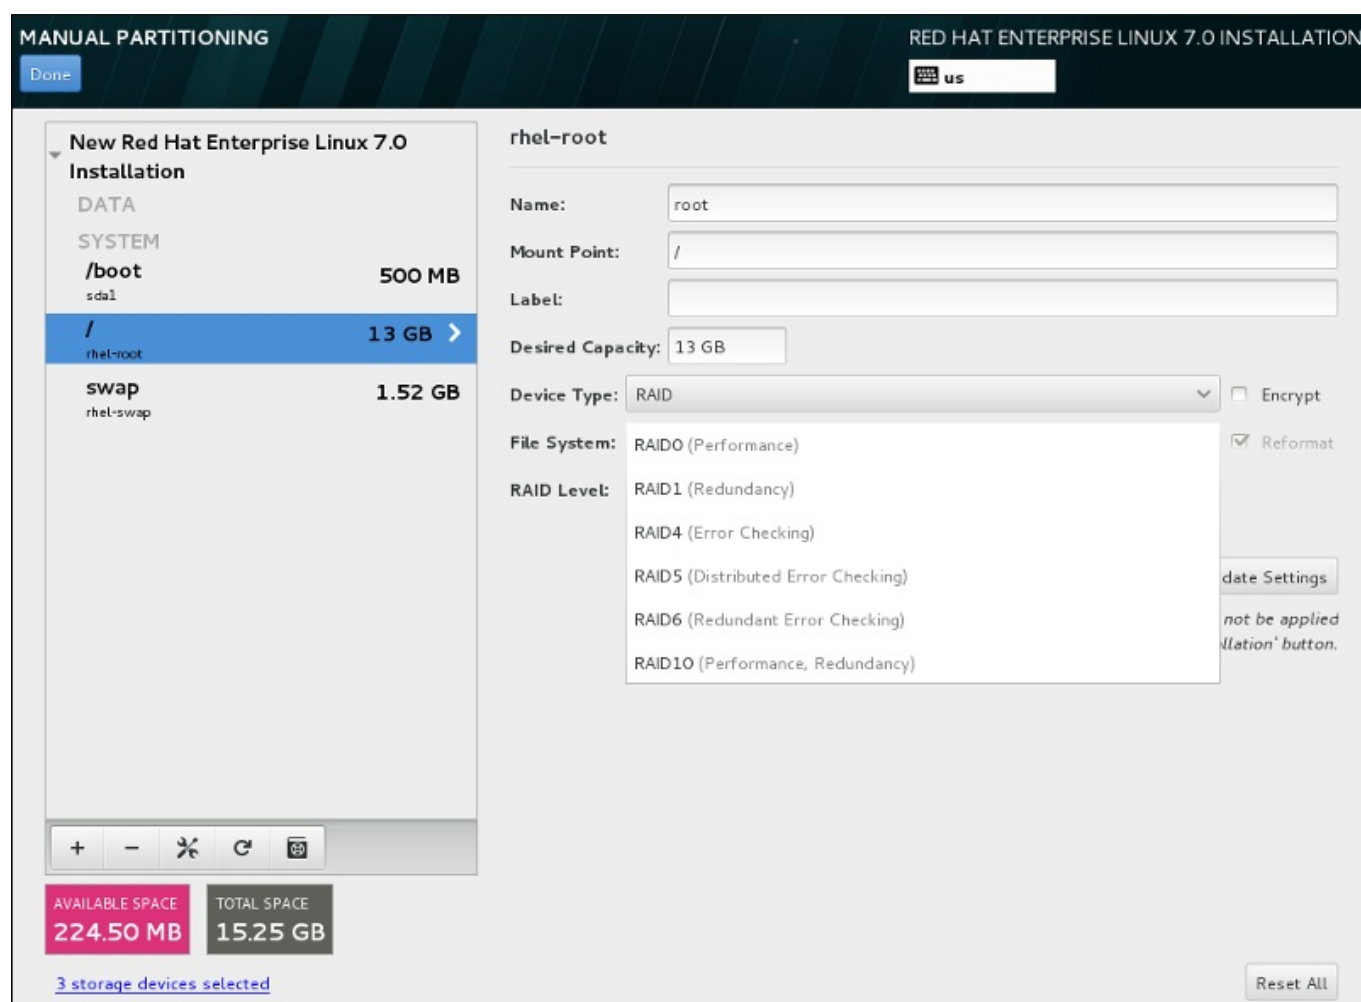 MANUAL PARTITIONING
RED HAT ENTERPRISE LINUX 7.0 INSTALLATION
Done
us
New Red Hat Enterprise Linux 7.0
Installation
DATA
SYSTEM
/boot
500 MB
sda1
/
13 GB
rhel-root
swap
1.52 GB
rhel-swap
rhel-root
Name: root
Mount Point: /
Label:
Desired Capacity: 13 GB
Device Type: RAID
Encrypt
File System:
Reformat
RAID Level:
RAID0 (Performance)
RAID1 (Redundancy)
RAID4 (Error Checking)
RAID5 (Distributed Error Checking)
RAID6 (Redundant Error Checking)
RAID10 (Performance, Redundancy)
date Settings
not be applied
llation' button.
AVAILABLE SPACE
224.50 MB
TOTAL SPACE
15.25 GB
3 storage devices selected
Reset All